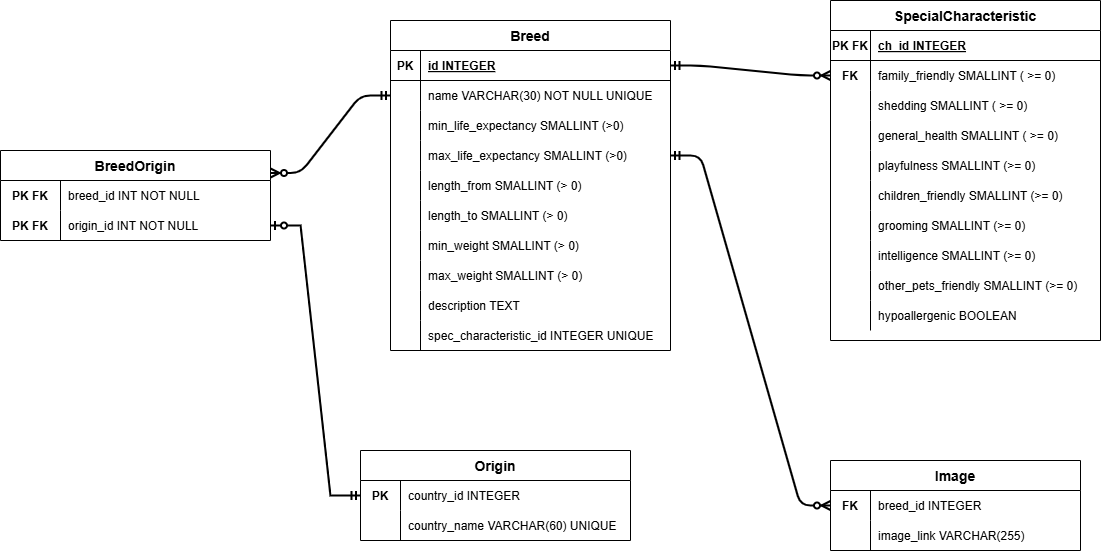 Breed
PK id INTEGER
name VARCHAR(30) NOT NULL UNIQUE
min_life_expectancy SMALLINT (>0)
max_life_expectancy SMALLINT (>0)
length_from SMALLINT (> 0)
length_to SMALLINT (> 0)
min_weight SMALLINT (> 0)
max_weight SMALLINT (> 0)
description TEXT
spec_characteristic_id INTEGER UNIQUE
SpecialCharacteristic
PK FK ch_id INTEGER
FK family_friendly SMALLINT ( >= 0)
shedding SMALLINT ( >= 0)
general_health SMALLINT ( >= 0)
playfulness SMALLINT (>= 0)
children_friendly SMALLINT (>= 0)
grooming SMALLINT (>= 0)
intelligence SMALLINT (>= 0)
other_pets_friendly SMALLINT (>= 0)
hypoallergenic BOOLEAN
BreedOrigin
PK FK breed_id INT NOT NULL
PK FK origin_id INT NOT NULL
Origin
PK country_id INTEGER
country_name VARCHAR(60) UNIQUE
Image
FK breed_id INTEGER
image_link VARCHAR(255)